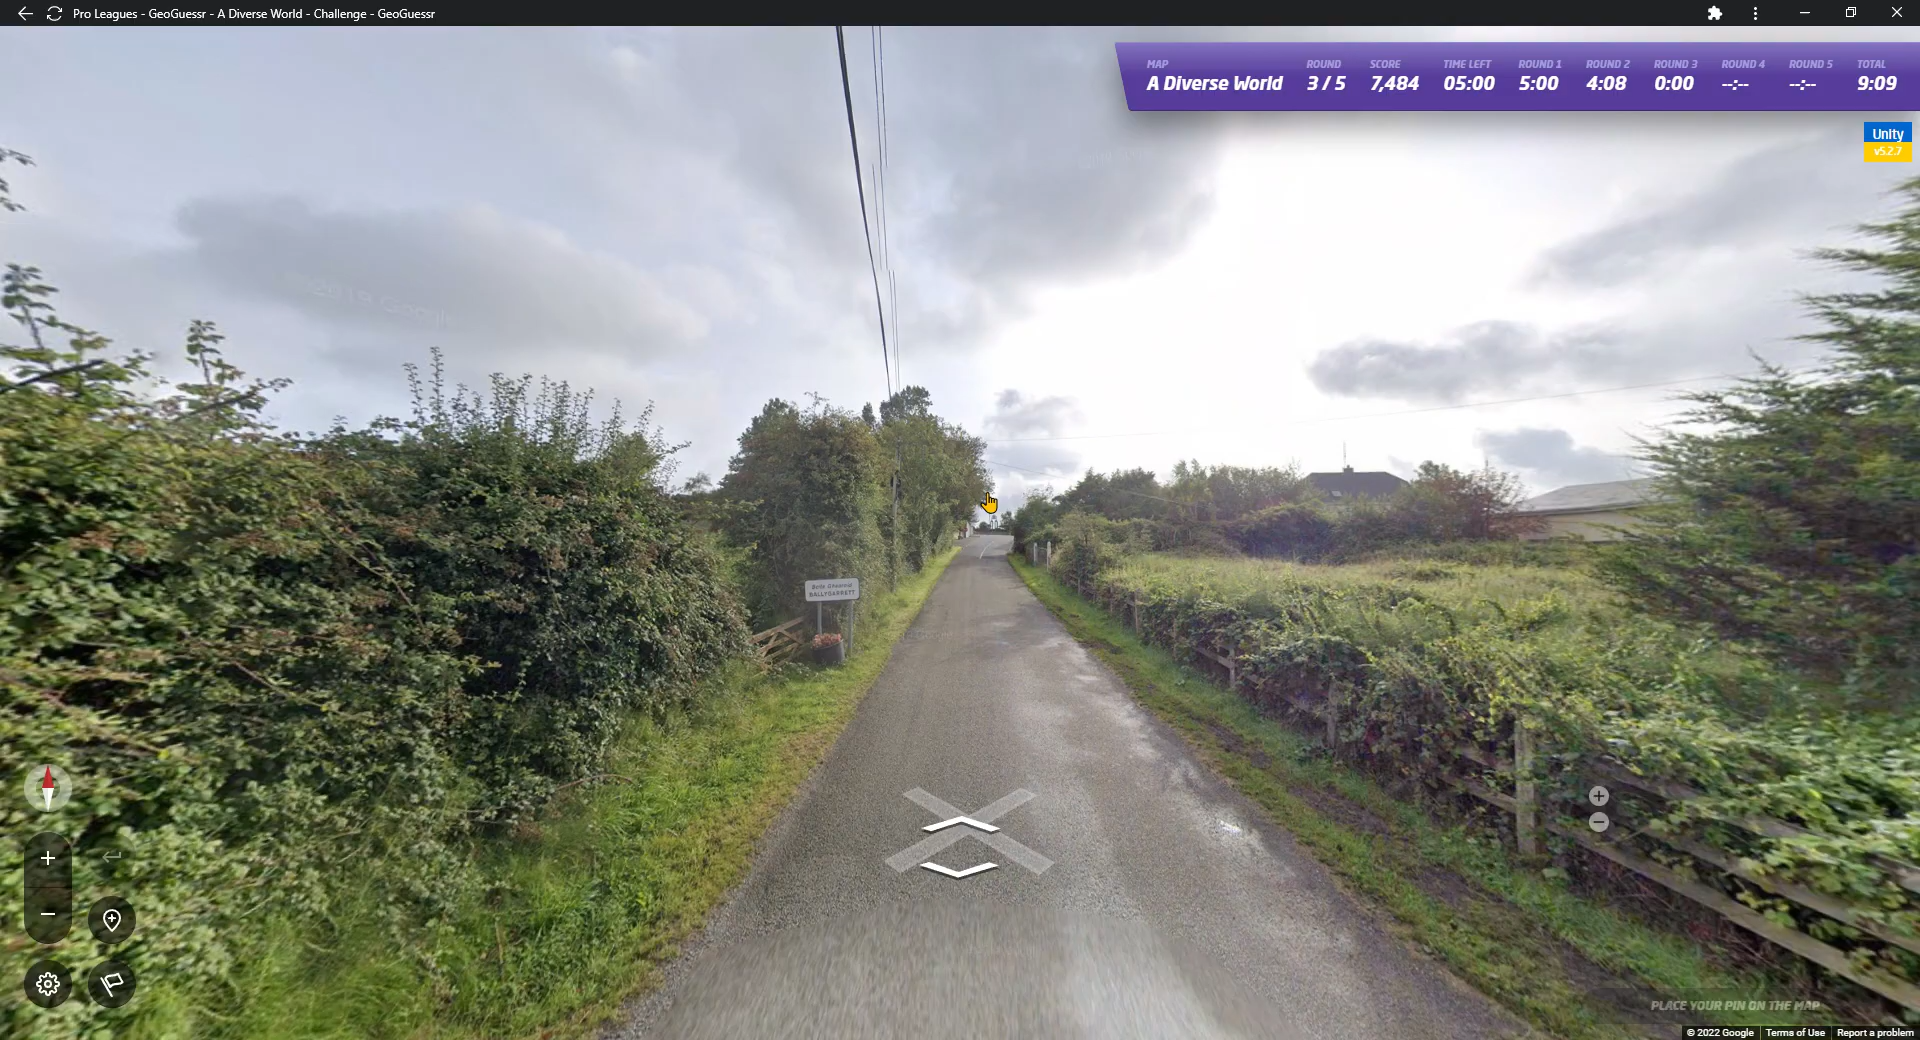 Pro Leagues - GeoGuessr - A Diverse World - Challenge - GeoGuessr
MAP ROUND SCORE TIME LEFT ROUND 1 ROUND 2 ROUND 3 ROUND 4 ROUND 5 TOTAL
A Diverse World 3 / 5 7,484 05:00 5:00 4:08 0:00 --:-- --:-- 9:09
Unity
v5.2.7
BALLYGARRETT
PLACE YOUR PIN ON THE MAP
© 2022 Google Terms of Use Report a problem